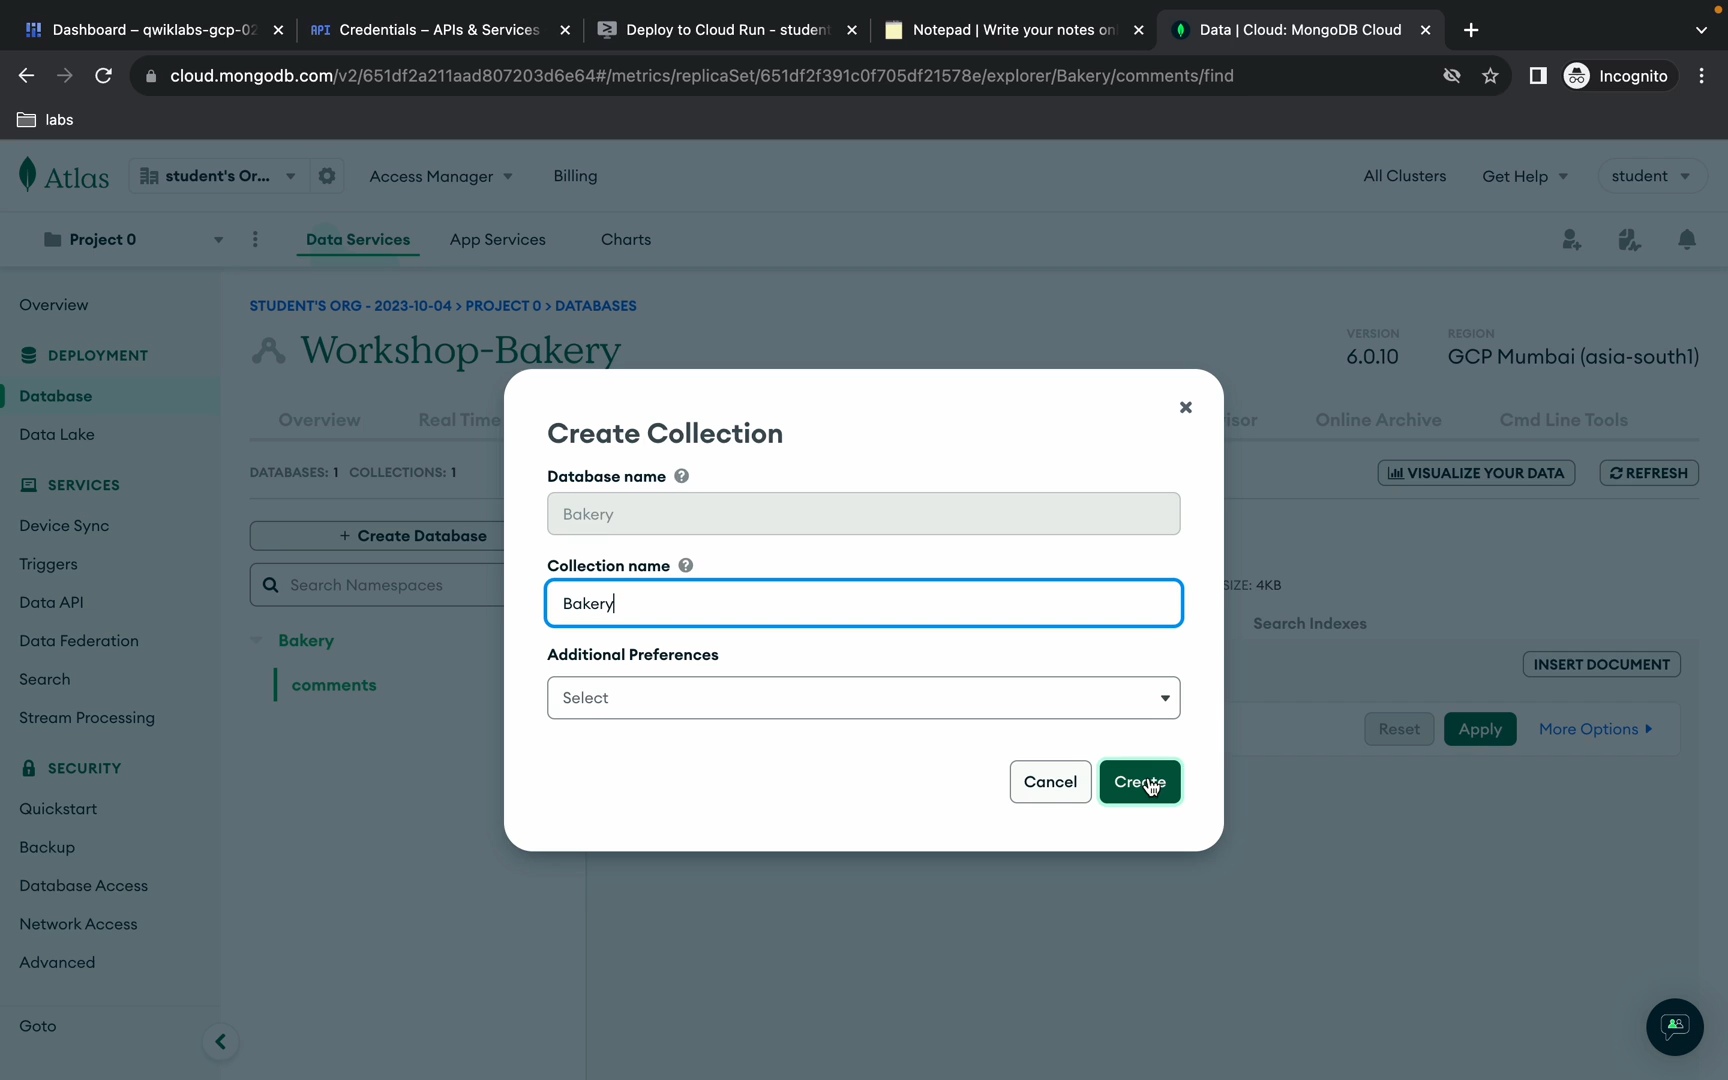 Dashboard – qwiklabs-gcp-02
Credentials – APIs & Services
Deploy to Cloud Run - student
Notepad | Write your notes on
Data | Cloud: MongoDB Cloud
cloud.mongodb.com/v2/651df2a211aad807203d6e64#/metrics/replicaSet/651df2f391c0f705df21578e/explorer/Bakery/comments/find
Incognito
labs
Atlas
student's Or...
Access Manager
Billing
All Clusters
Get Help
student
Project 0
Data Services
App Services
Charts
Overview
DEPLOYMENT
Database
Data Lake
SERVICES
Device Sync
Triggers
Data API
Data Federation
Search
Stream Processing
SECURITY
Quickstart
Backup
Database Access
Network Access
Advanced
Goto
STUDENT'S ORG - 2023-10-04 > PROJECT 0 > DATABASES
Workshop-Bakery
VERSION
6.0.10
REGION
GCP Mumbai (asia-south1)
Overview
Real Time
Online Archive
Cmd Line Tools
DATABASES: 1 COLLECTIONS: 1
VISUALIZE YOUR DATA
REFRESH
+ Create Database
Search Namespaces
Bakery
comments
SIZE: 4KB
Search Indexes
INSERT DOCUMENT
Reset
Apply
More Options
Create Collection
Database name
Bakery
Collection name
Bakery
Additional Preferences
Select
Cancel
Create